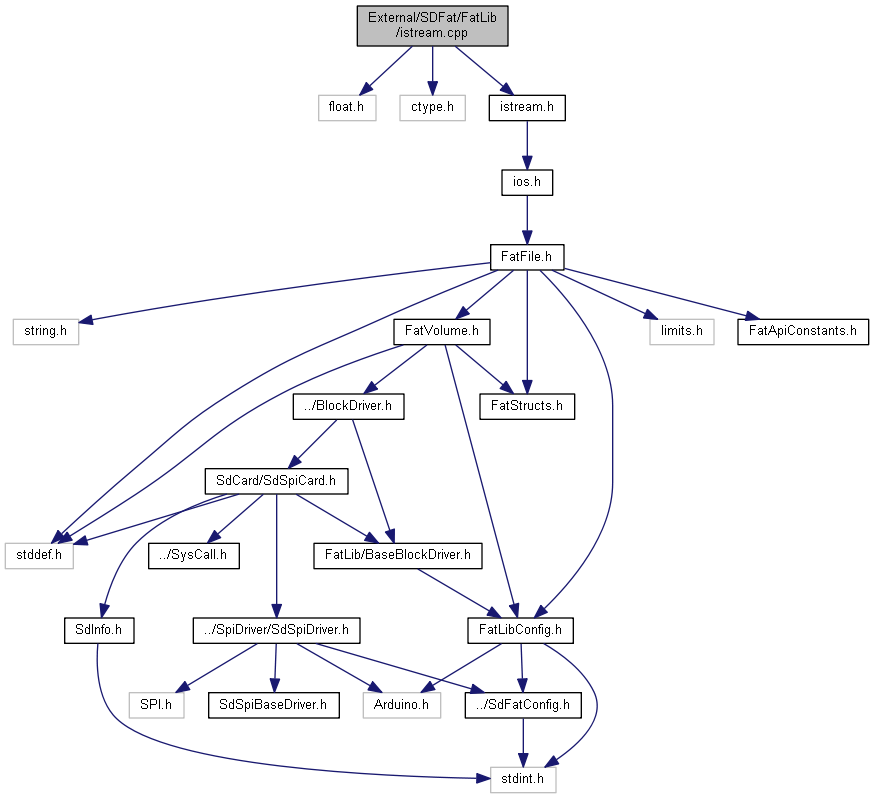 External/SDFat/FatLib
/istream.cpp
float.h
ctype.h
istream.h
ios.h
FatFile.h
string.h
FatVolume.h
limits.h
FatApiConstants.h
../BlockDriver.h
FatStructs.h
SdCard/SdSpiCard.h
stddef.h
../SysCall.h
FatLib/BaseBlockDriver.h
SdInfo.h
../SpiDriver/SdSpiDriver.h
FatLibConfig.h
SPI.h
SdSpiBaseDriver.h
Arduino.h
../SdFatConfig.h
stdint.h